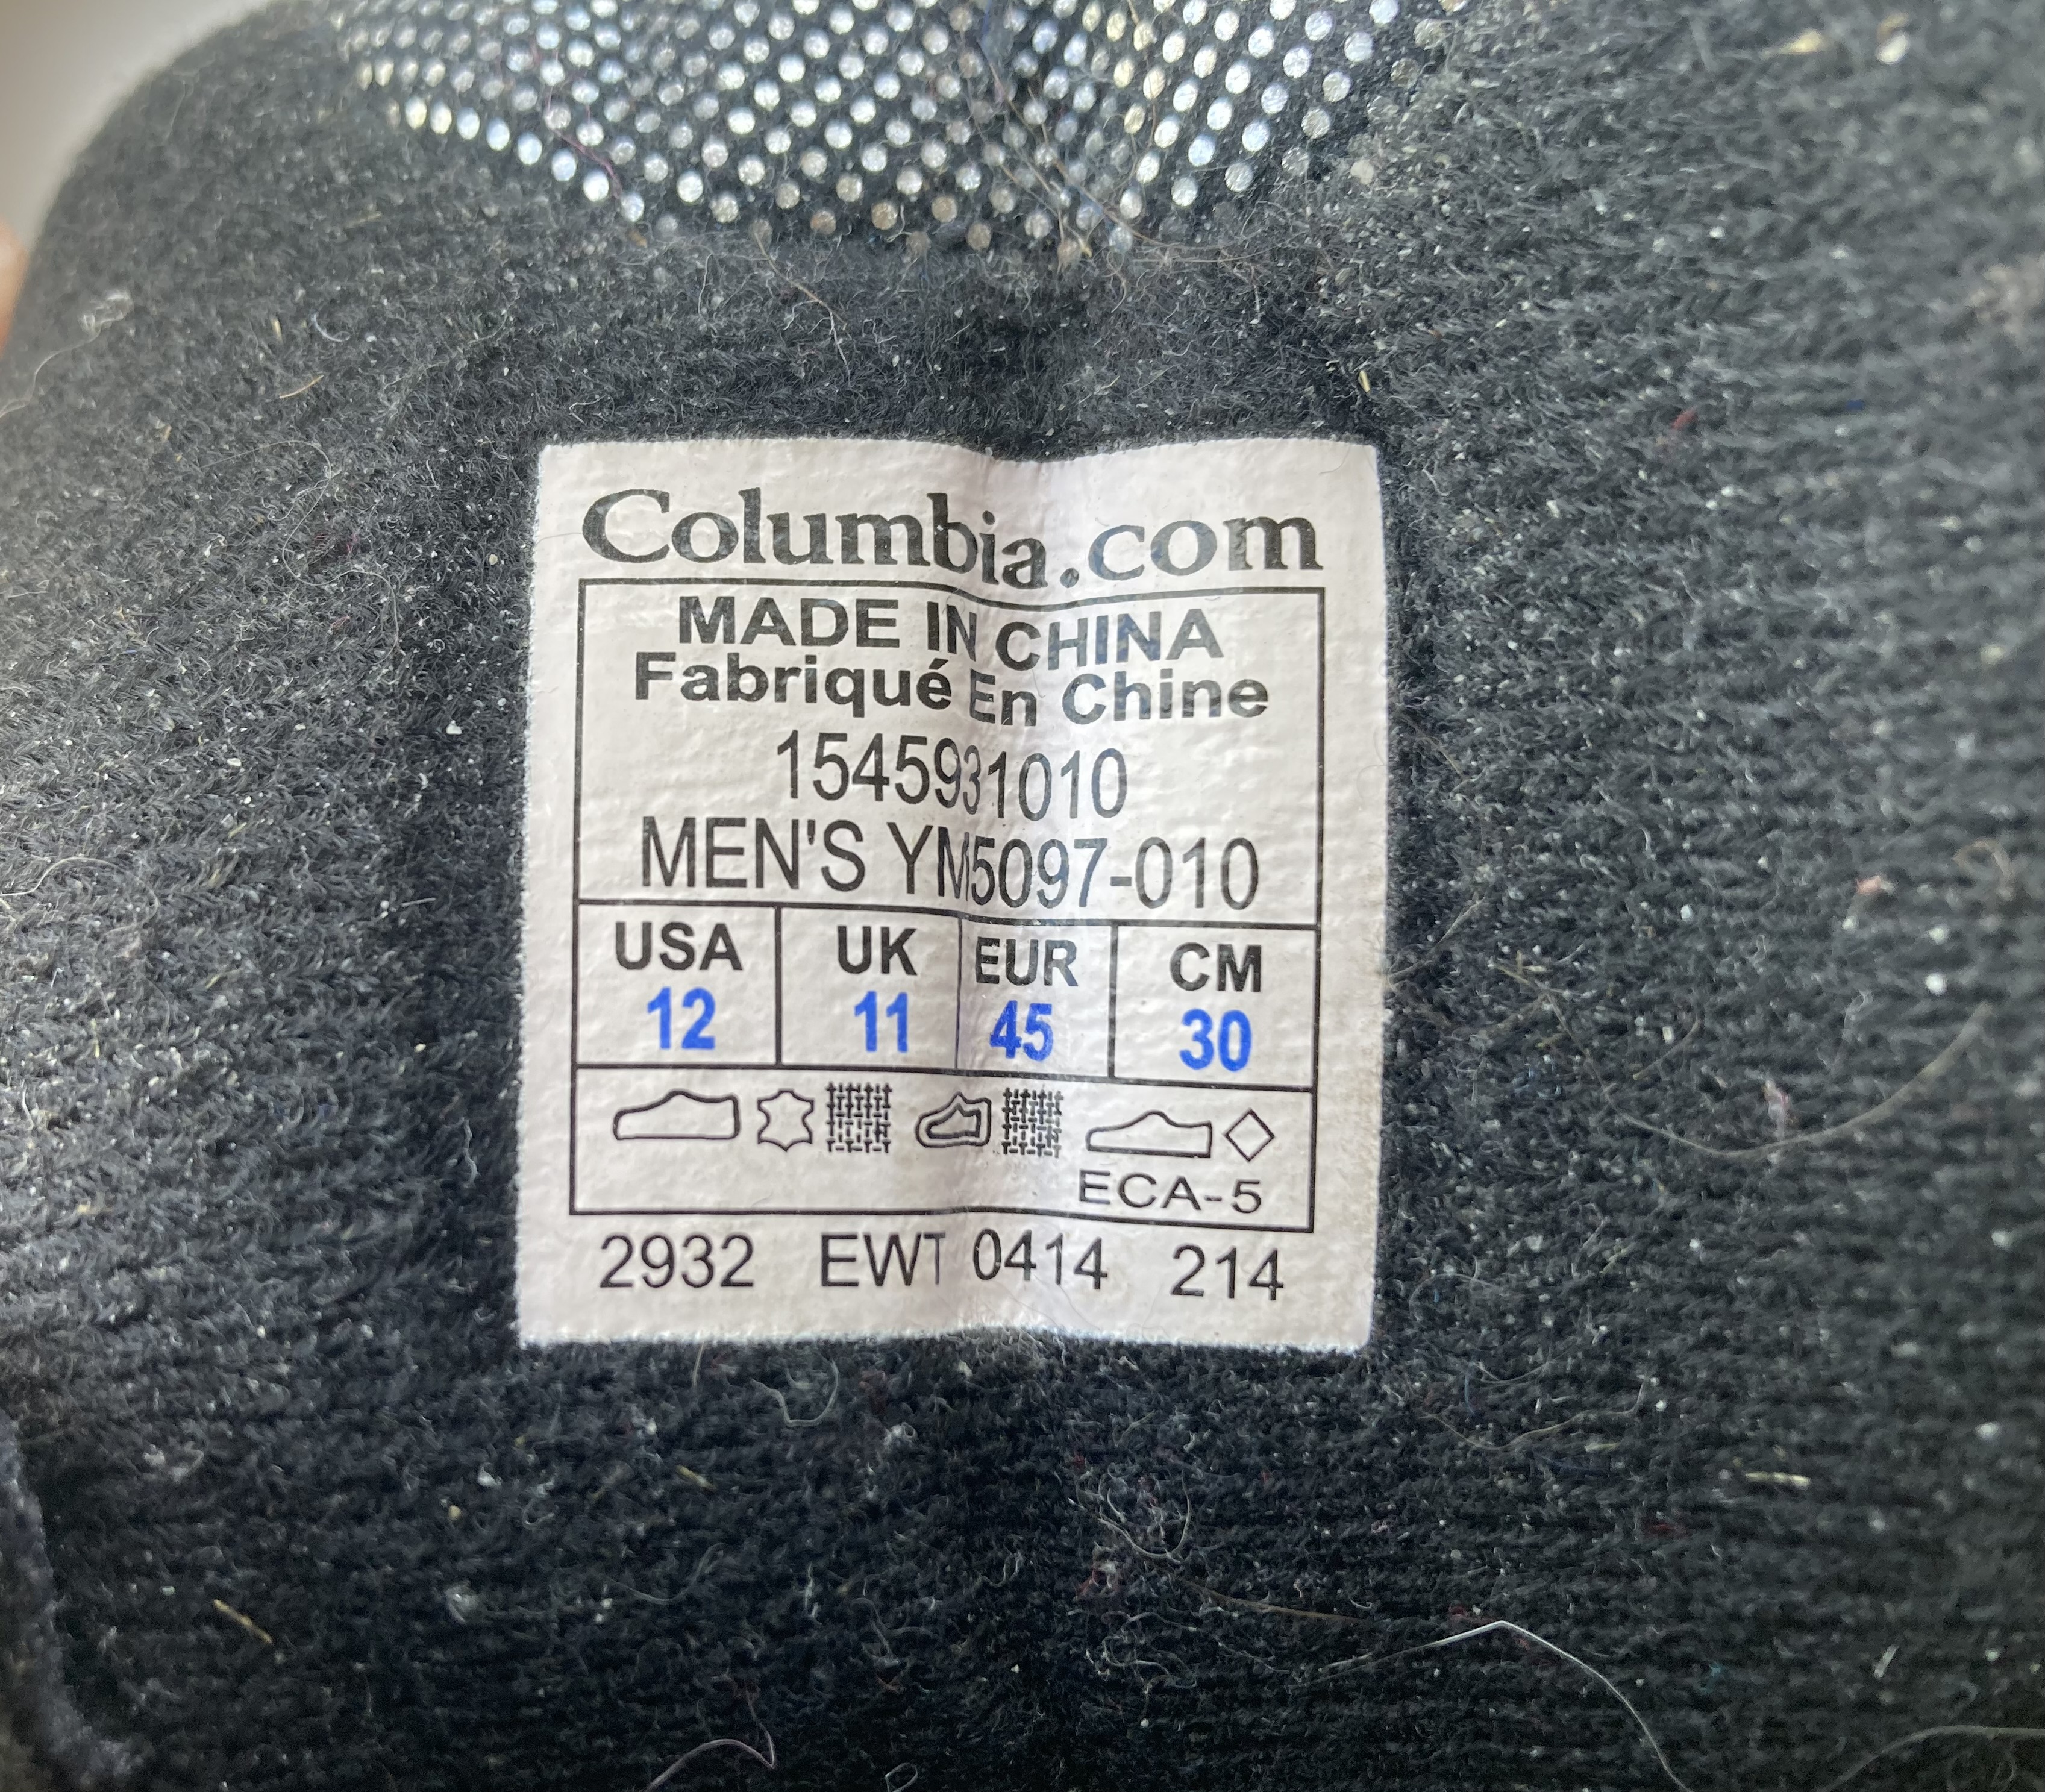 Columbia.com
MADE IN CHINA
Fabriqué En Chine
1545931010
MEN'S YM5097-010
USA UK EUR CM
12 11 45 30
ECA-5
2932 EWT 0414 214